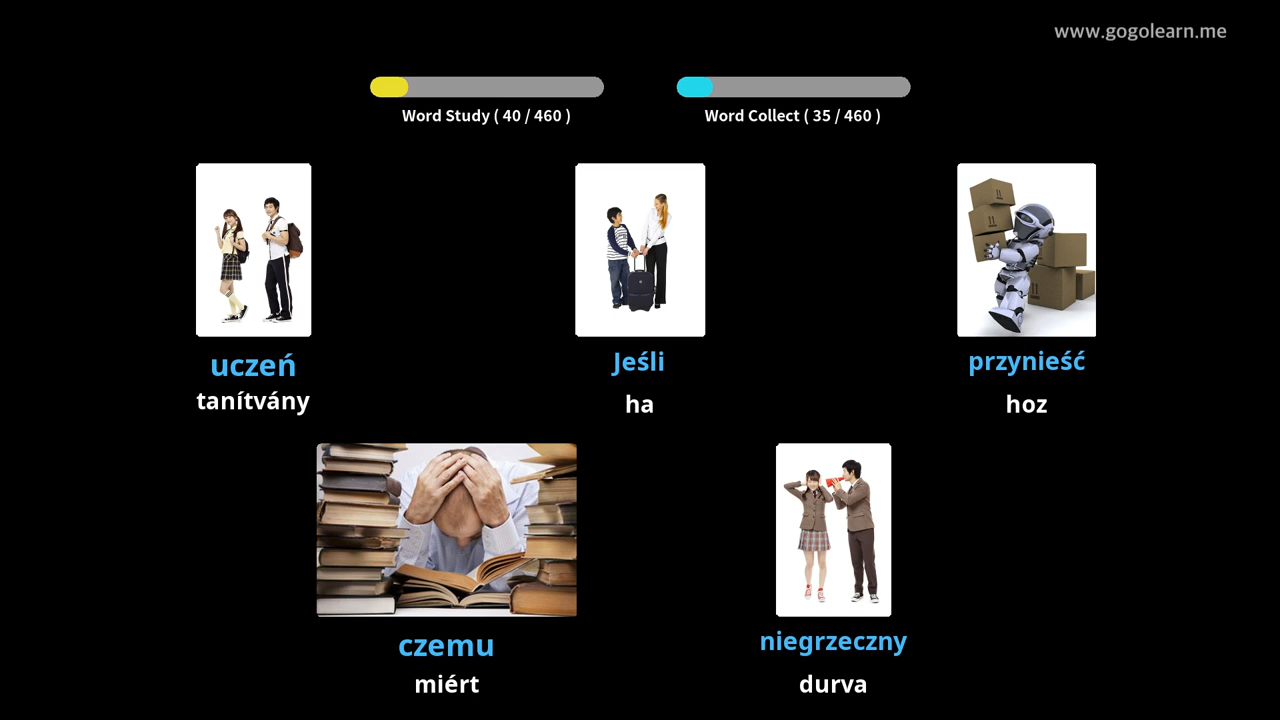 www.gogolearn.me
Word Study ( 40 / 460 )
Word Collect ( 35 / 460 )
uczeń
tanítvány
Jeśli
ha
przynieść
hoz
czemu
miért
niegrzeczny
durva